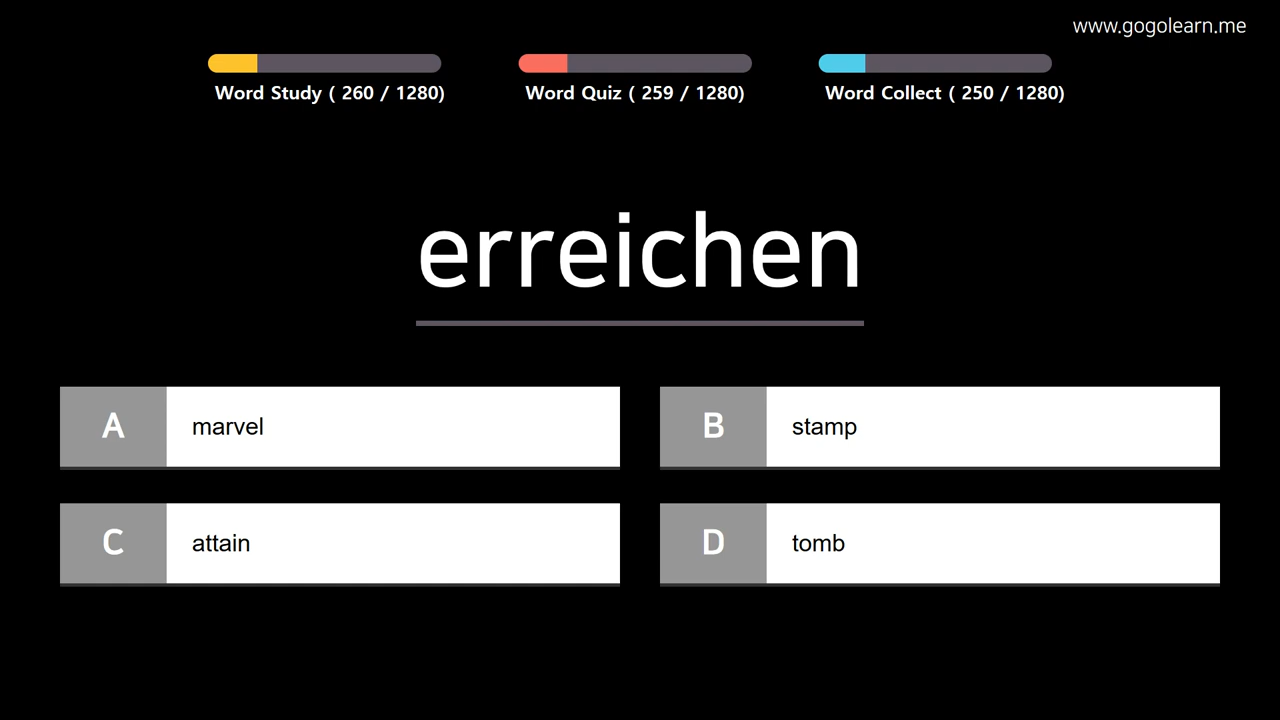 www.gogolearn.me
Word Study ( 260 / 1280)
Word Quiz ( 259 / 1280)
Word Collect ( 250 / 1280)
erreichen
A marvel
B stamp
C attain
D tomb